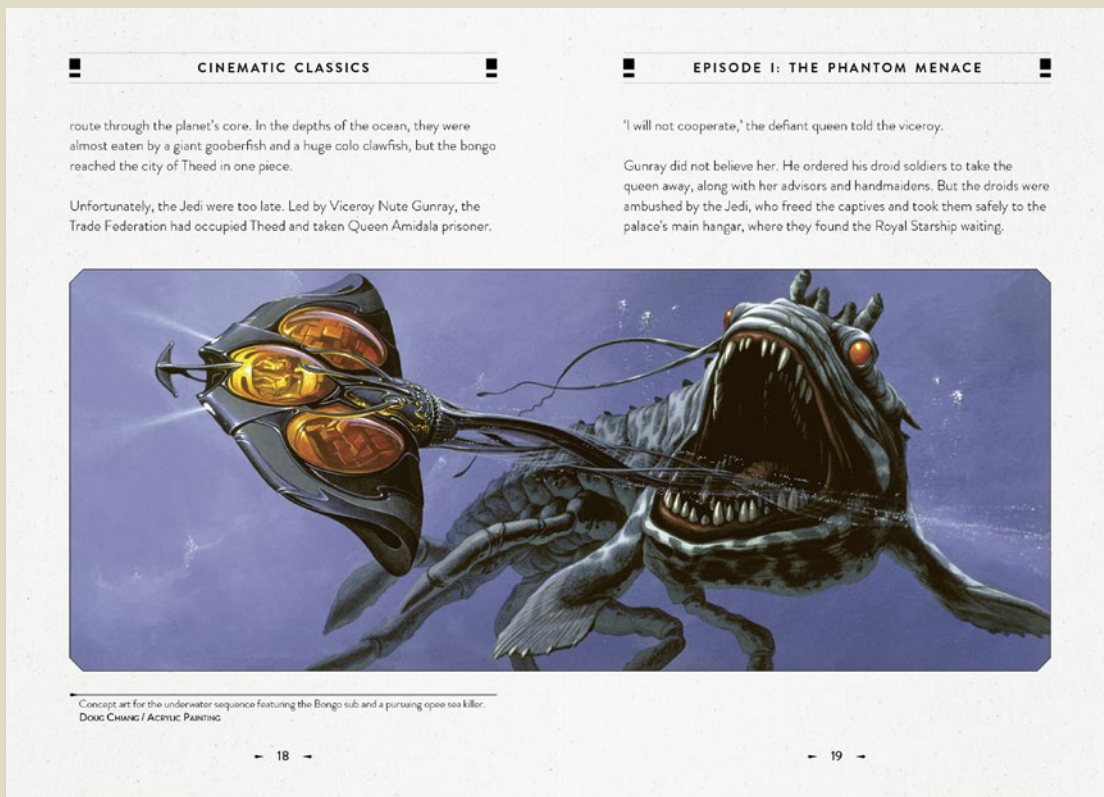 CINEMATIC CLASSICS
route through the planet's core. In the depths of the ocean, they were
almost eaten by a giant gooberfish and a huge colo clawfish, but the bongo
reached the city of Theed in one piece.
Unfortunately, the Jedi were too late. Led by Viceroy Nute Gunray, the
Trade Federation had occupied Theed and taken Queen Amidala prisoner.
Concept art for the underwater sequence featuring the Bongo sub and a pursuing opee sea killer.
DOUG CHIANG / ACRYLIC PAINTING
18
EPISODE I: THE PHANTOM MENACE
'I will not cooperate,' the defiant queen told the viceroy.
Gunray did not believe her. He ordered his droid soldiers to take the
queen away, along with her advisors and handmaidens. But the droids were
ambushed by the Jedi, who freed the captives and took them safely to the
palace's main hangar, where they found the Royal Starship waiting.
19